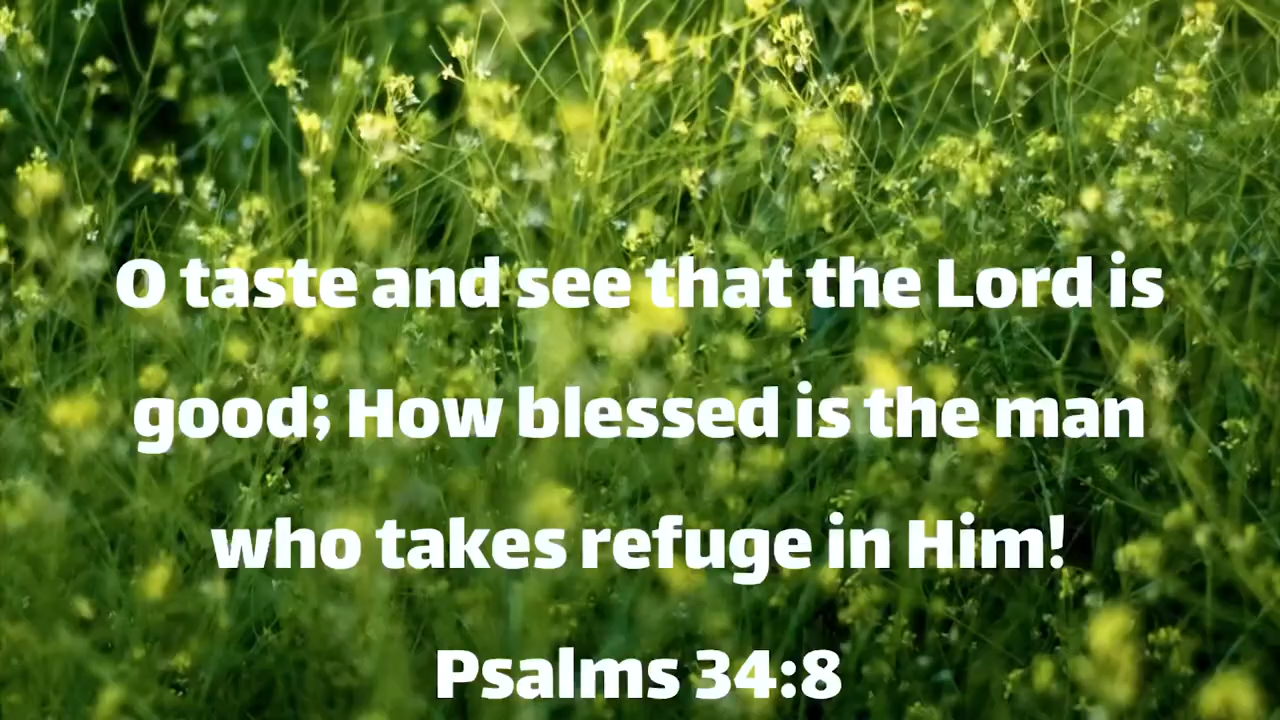 O taste and see that the Lord is
good; How blessed is the man
who takes refuge in Him!
Psalms 34:8